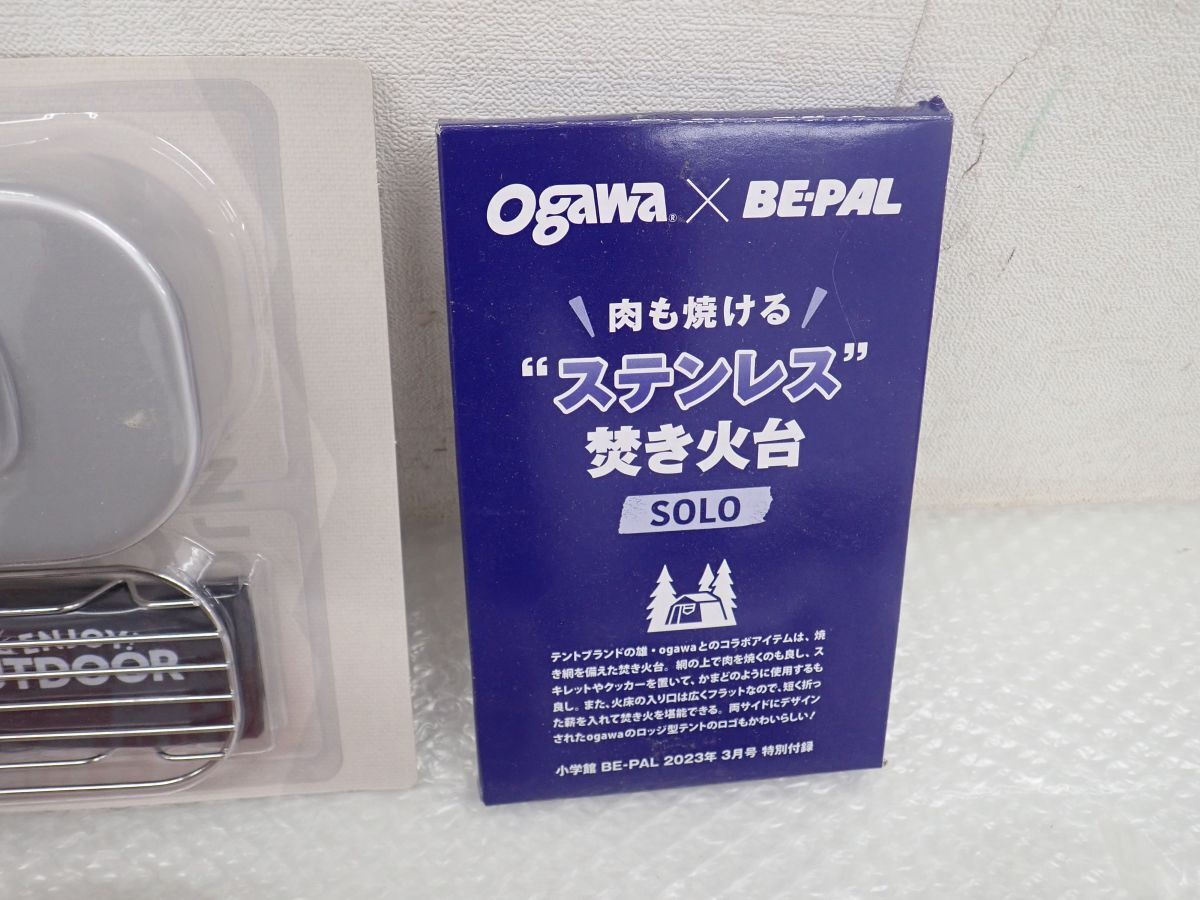 ogawa® × BE-PAL
肉も焼ける
“ステンレス”
焚き火台
SOLO
テントブランドの雄・ogawaとのコラボアイテムは、焼
き網を備えた焚き火台。網の上で肉を焼くのも良し、ス
キレットやクッカーを置いて、かまどのように使用するも
良し。また、火床の入り口は広くフラットなので、短く折っ
た薪を入れて焚き火を堪能できる。両サイドにデザイン
されたogawaのロッジ型テントのロゴもかわいらしい!
小学館 BE-PAL 2023年 3月号 特別付録
ENJOY!
UTDOOR